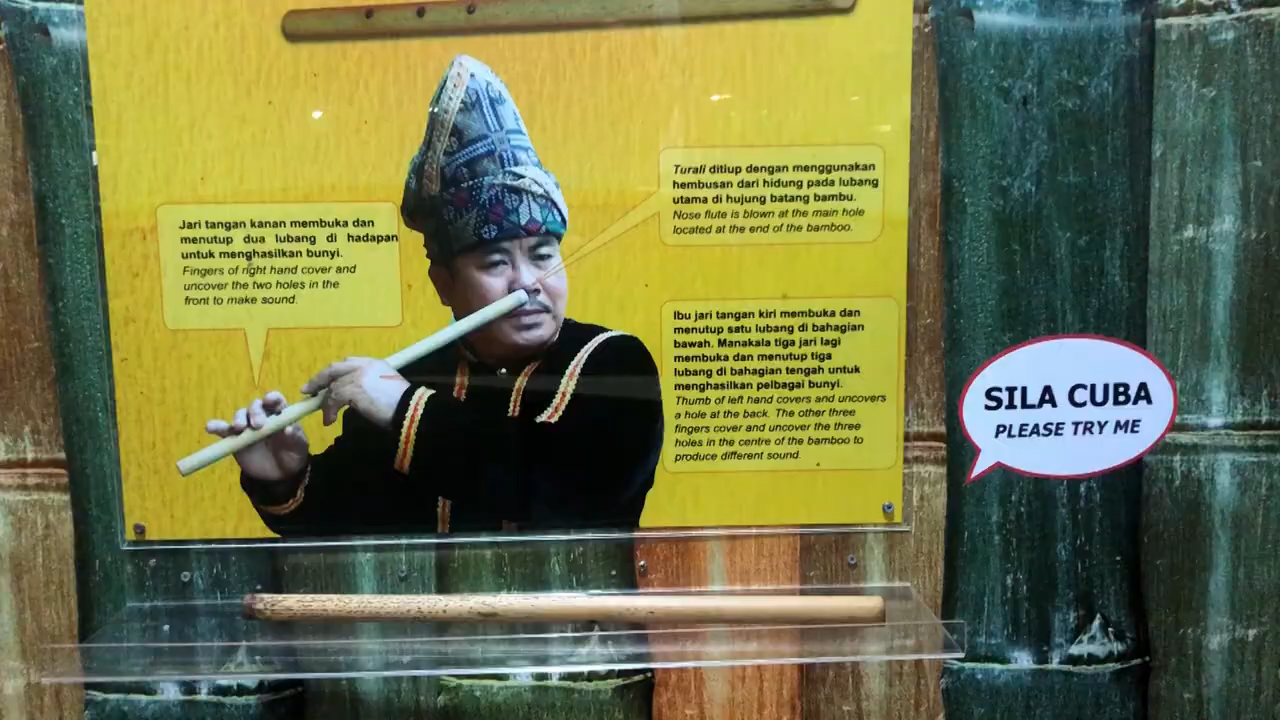 Turali ditiup dengan menggunakan
hembusan dari hidung pada lubang
utama di hujung batang bambu.
Nose flute is blown at the main hole
located at the end of the bamboo.
Jari tangan kanan membuka dan
menutup dua lubang di hadapan
untuk menghasilkan bunyi.
Fingers of right hand cover and
uncover the two holes in the
front to make sound.
Ibu jari tangan kiri membuka dan
menutup satu lubang di bahagian
bawah. Manakala tiga jari lagi
membuka dan menutup tiga
lubang di bahagian tengah untuk
menghasilkan pelbagai bunyi.
Thumb of left hand covers and uncovers
a hole at the back. The other three
fingers cover and uncover the three
holes in the centre of the bamboo to
produce different sound.
SILA CUBA
PLEASE TRY ME